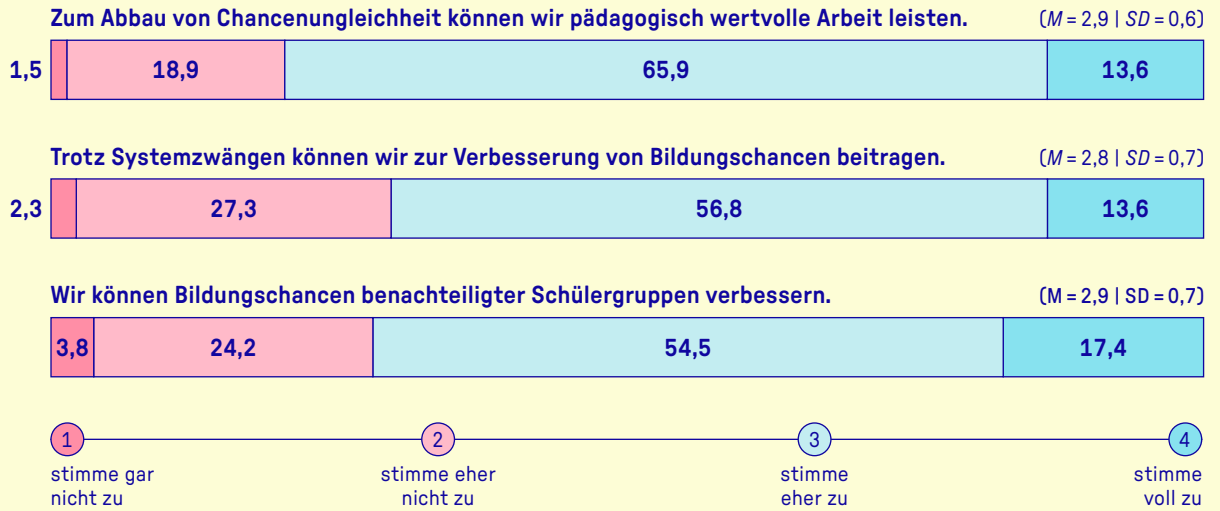 Zum Abbau von Chancenungleichheit können wir pädagogisch wertvolle Arbeit leisten. (M = 2,9 | SD = 0,6)
1,5 18,9 65,9 13,6
Trotz Systemzwängen können wir zur Verbesserung von Bildungschancen beitragen. (M = 2,8 | SD = 0,7)
2,3 27,3 56,8 13,6
Wir können Bildungschancen benachteiligter Schülergruppen verbessern. (M = 2,9 | SD = 0,7)
3,8 24,2 54,5 17,4
1 2 3 4
stimme gar stimme eher stimme stimme
nicht zu nicht zu eher zu voll zu